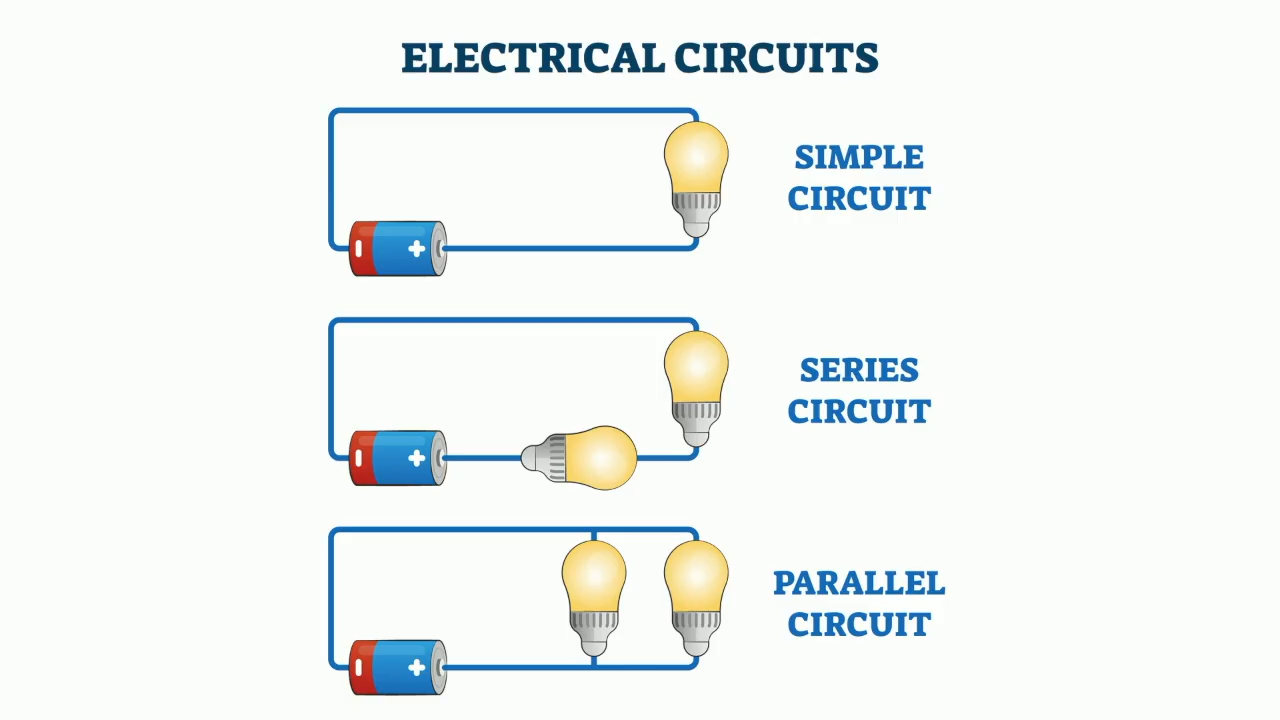 ELECTRICAL CIRCUITS
SIMPLE
CIRCUIT
SERIES
CIRCUIT
PARALLEL
CIRCUIT